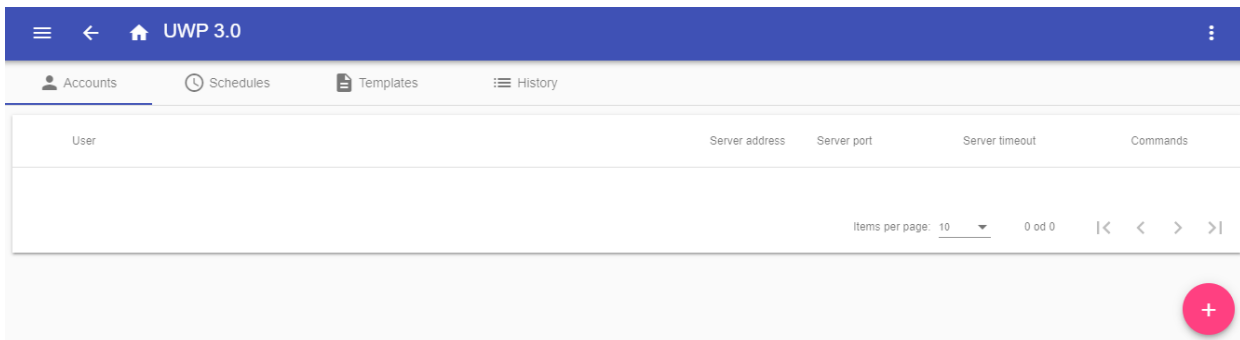 UWP 3.0
Accounts Schedules Templates History
User Server address Server port Server timeout Commands
Items per page: 10 0 od 0